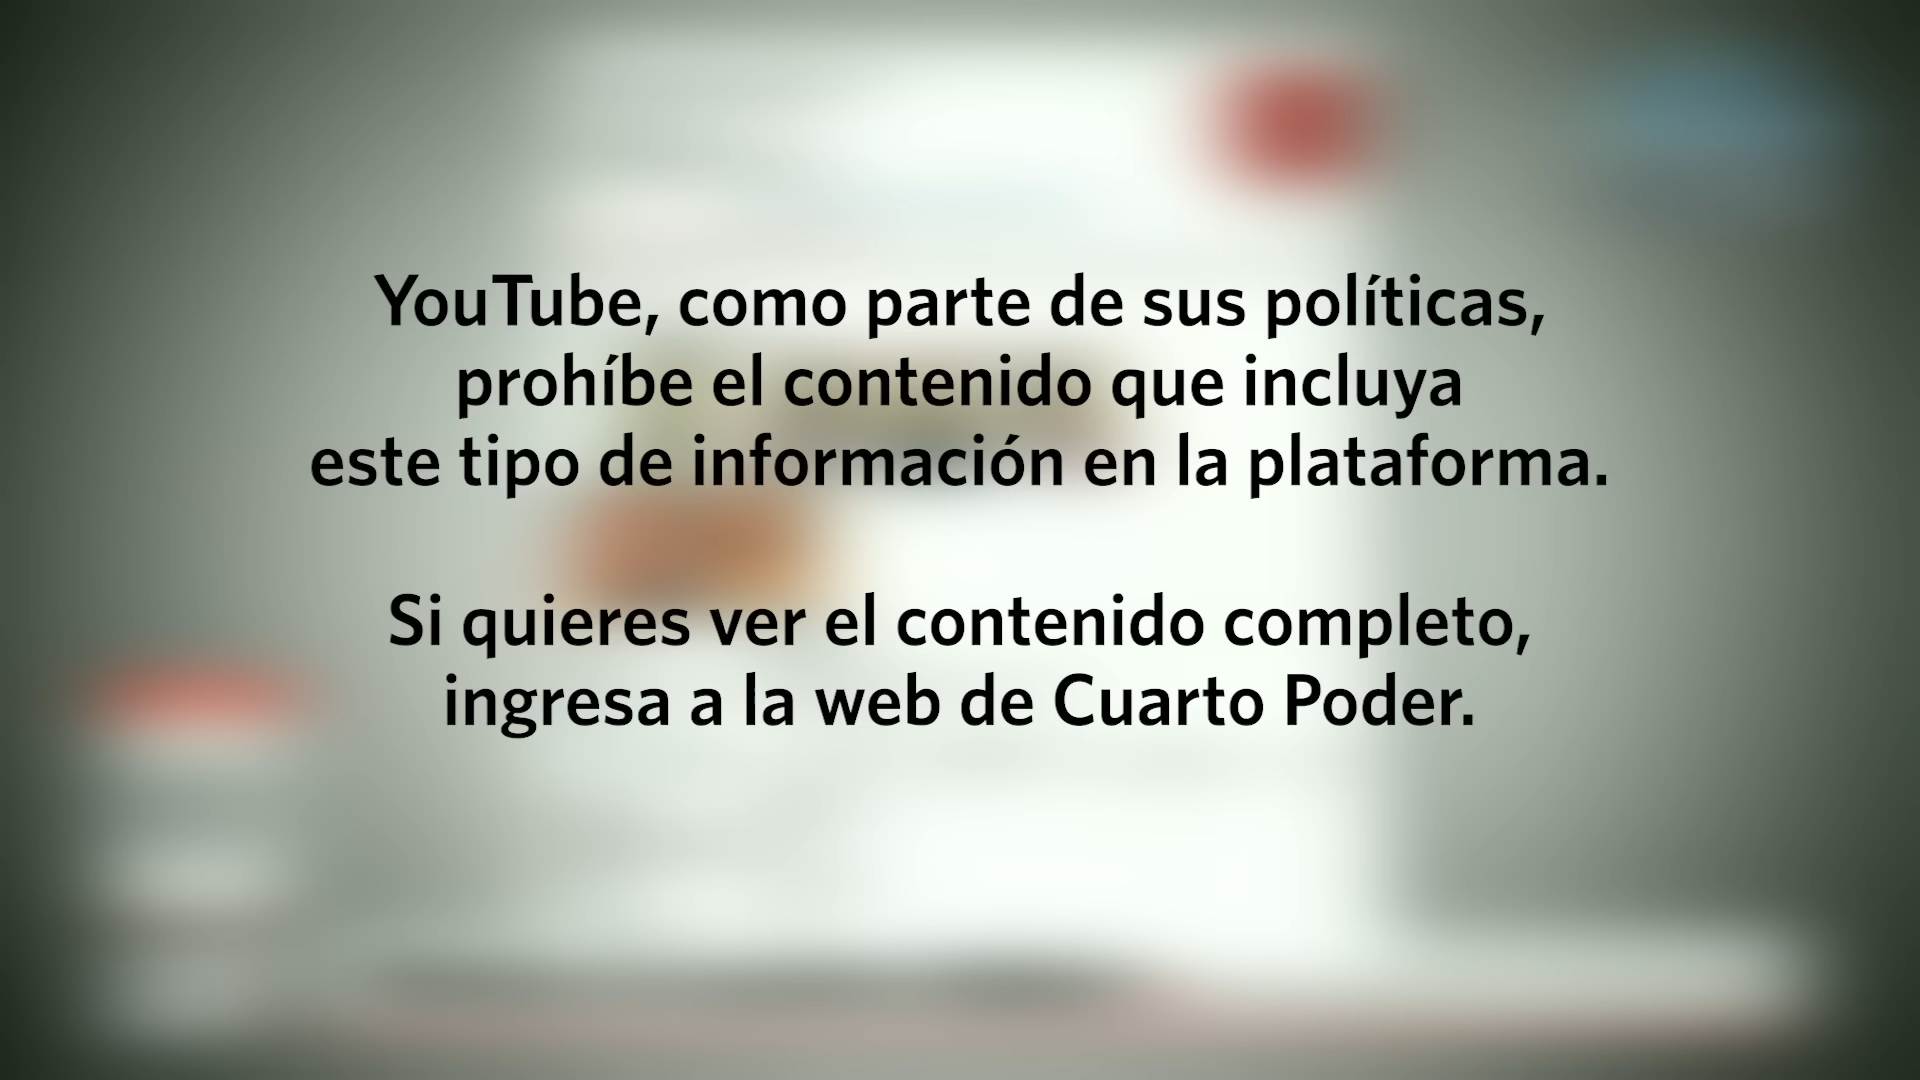 YouTube, como parte de sus políticas,
prohíbe el contenido que incluya
este tipo de información en la plataforma.
Si quieres ver el contenido completo,
ingresa a la web de Cuarto Poder.